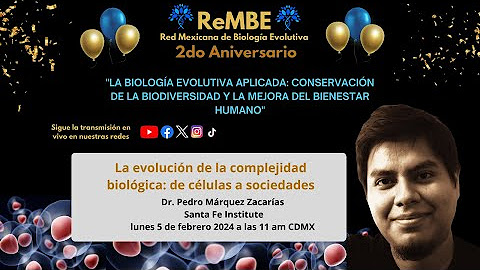 ReMBE
Red Mexicana de Biología Evolutiva
2do Aniversario
"LA BIOLOGÍA EVOLUTIVA APLICADA: CONSERVACIÓN
DE LA BIODIVERSIDAD Y LA MEJORA DEL BIENESTAR
HUMANO"
Sigue la transmisión en
vivo en nuestras redes
La evolución de la complejidad
biológica: de células a sociedades
Dr. Pedro Márquez Zacarías
Santa Fe Institute
lunes 5 de febrero 2024 a las 11 am CDMX